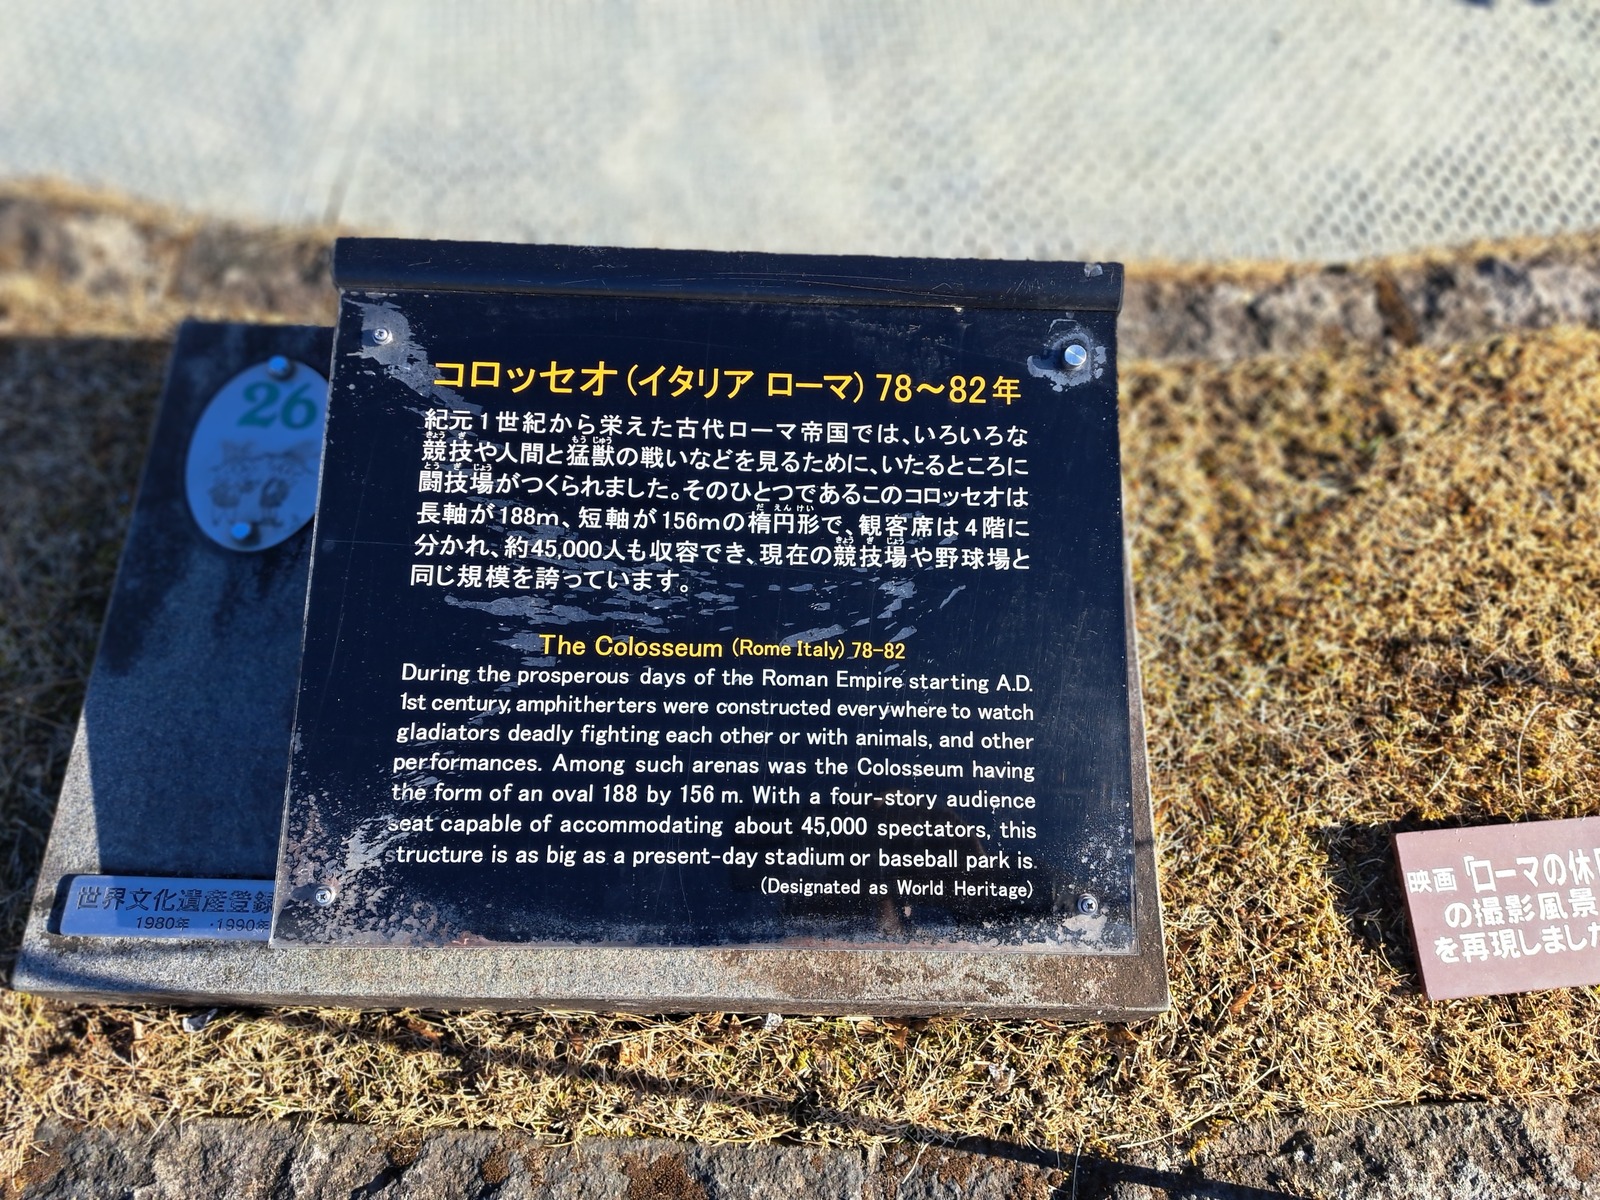 26
コロッセオ（イタリア ローマ）78～82年
紀元1世紀から栄えた古代ローマ帝国では、いろいろな
競技や人間と猛獣の戦いなどを見るために、いたるところに
闘技場がつくられました。そのひとつであるこのコロッセオは
長軸が188m、短軸が156mの楕円形で、観客席は4階に
分かれ、約45,000人も収容でき、現在の競技場や野球場と
同じ規模を誇っています。
The Colosseum (Rome Italy) 78-82
During the prosperous days of the Roman Empire starting A.D.
1st century, amphitherters were constructed everywhere to watch
gladiators deadly fighting each other or with animals, and other
performances. Among such arenas was the Colosseum having
the form of an oval 188 by 156 m. With a four-story audience
seat capable of accommodating about 45,000 spectators, this
structure is as big as a present-day stadium or baseball park is.
(Designated as World Heritage)
世界文化遺産登録
1980年 ·1990年
映画『ローマの休
の撮影風景
を再現しました